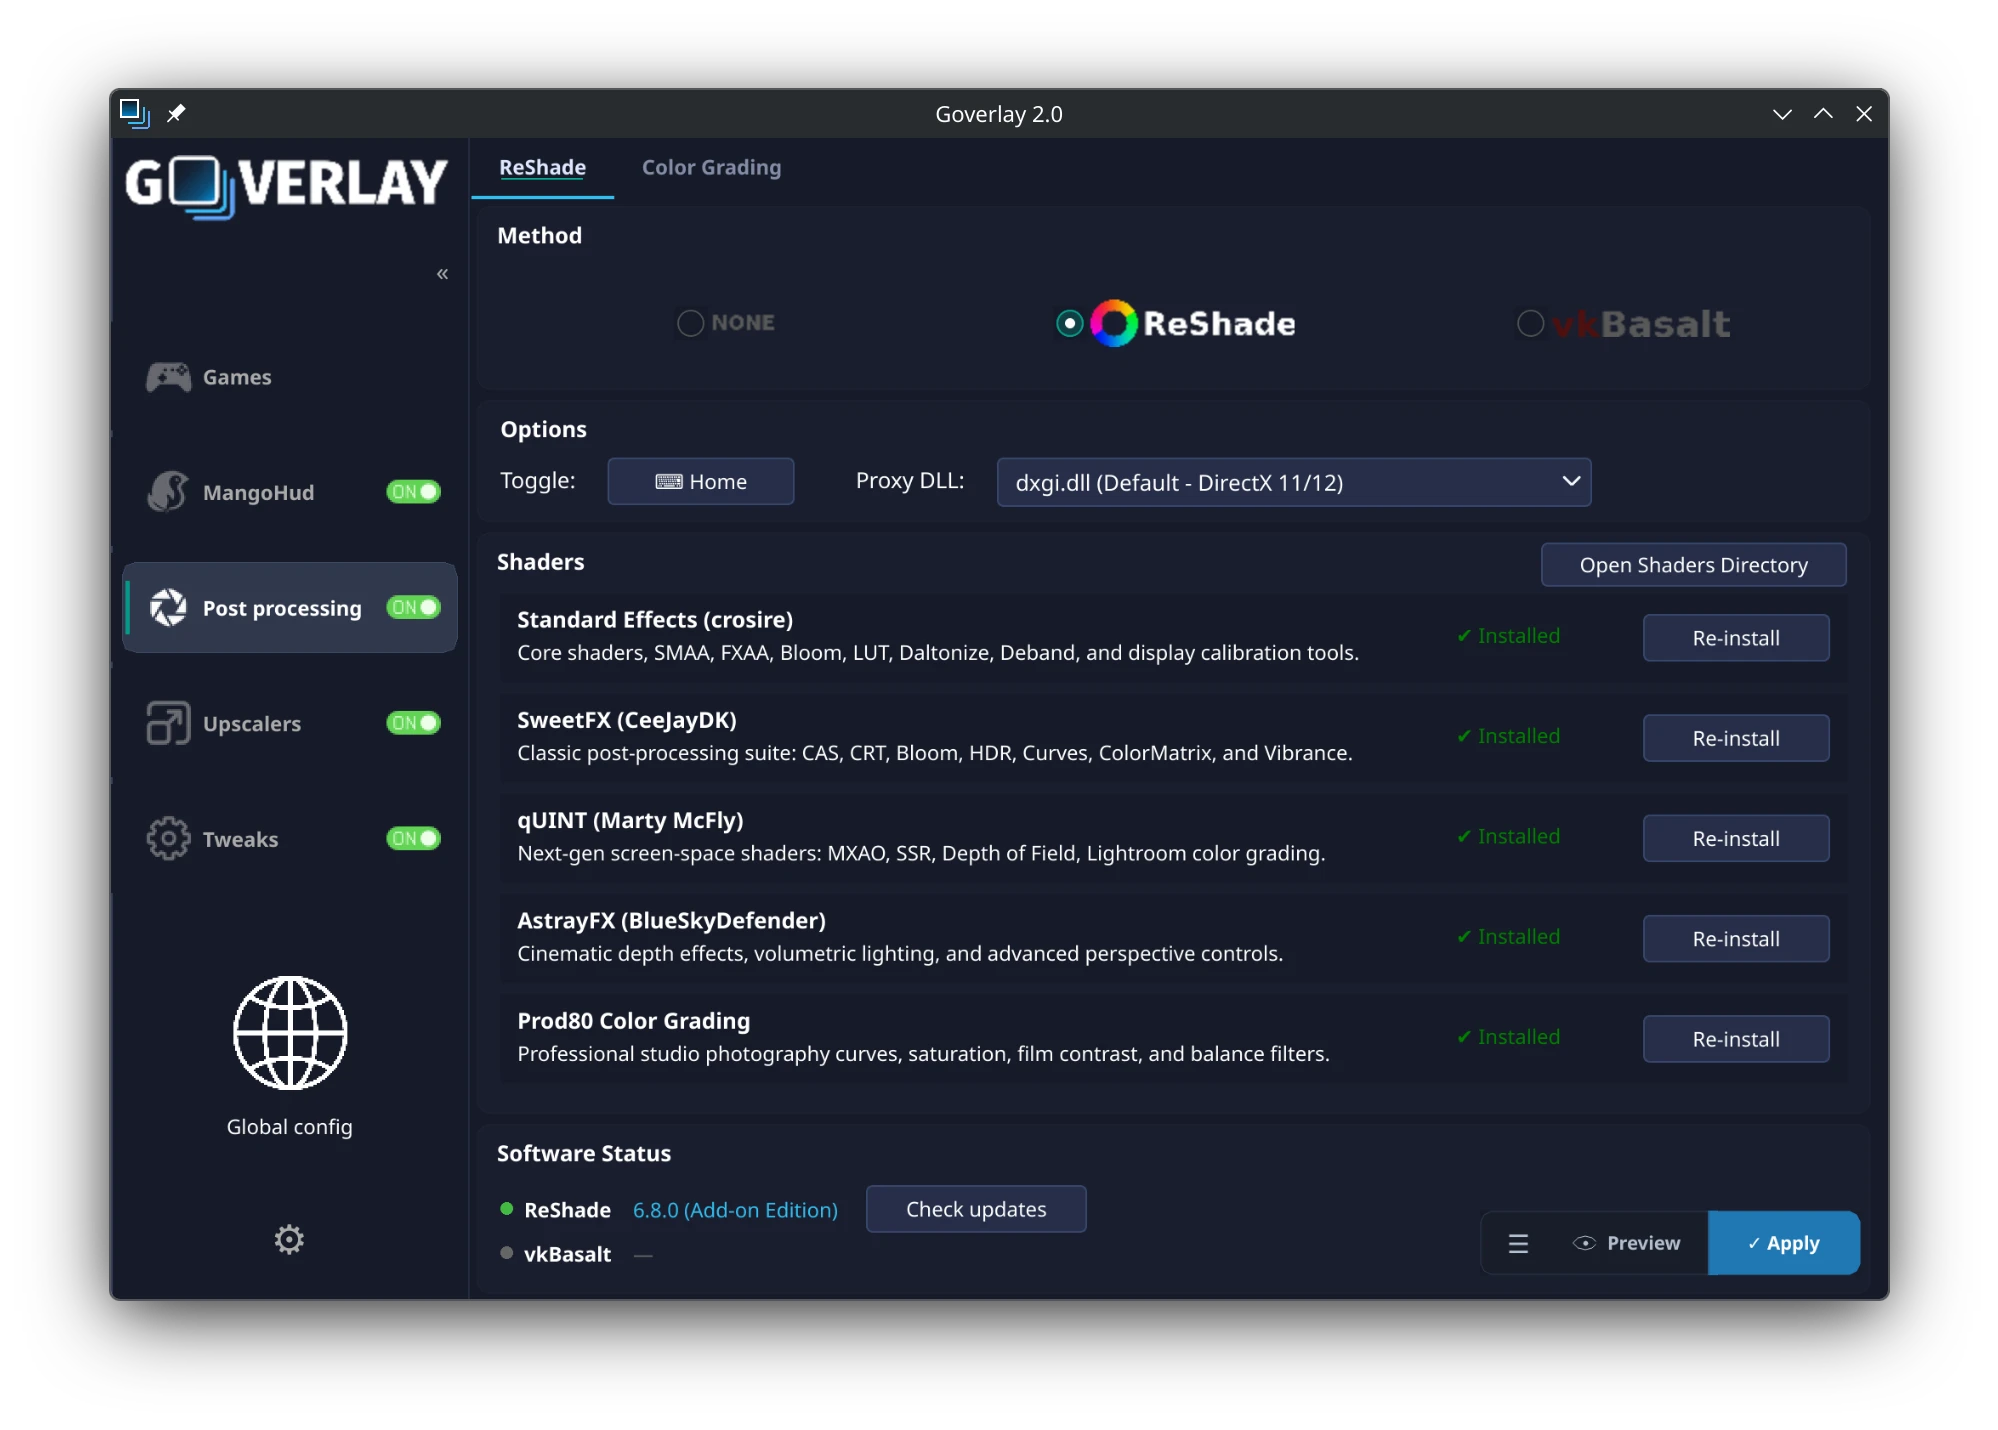 Goverlay 2.0
GOVERLAY
«
Games
MangoHud ON
Post processing ON
Upscalers ON
Tweaks ON
Global config
ReShade Color Grading
Method
NONE ReShade vkBasalt
Options
Toggle: Home Proxy DLL: dxgi.dll (Default - DirectX 11/12)
Shaders Open Shaders Directory
Standard Effects (crosire)
Core shaders, SMAA, FXAA, Bloom, LUT, Daltonize, Deband, and display calibration tools.
✔ Installed Re-install
SweetFX (CeeJayDK)
Classic post-processing suite: CAS, CRT, Bloom, HDR, Curves, ColorMatrix, and Vibrance.
✔ Installed Re-install
qUINT (Marty McFly)
Next-gen screen-space shaders: MXAO, SSR, Depth of Field, Lightroom color grading.
✔ Installed Re-install
AstrayFX (BlueSkyDefender)
Cinematic depth effects, volumetric lighting, and advanced perspective controls.
✔ Installed Re-install
Prod80 Color Grading
Professional studio photography curves, saturation, film contrast, and balance filters.
✔ Installed Re-install
Software Status
ReShade 6.8.0 (Add-on Edition) Check updates
vkBasalt —
Preview ✓ Apply